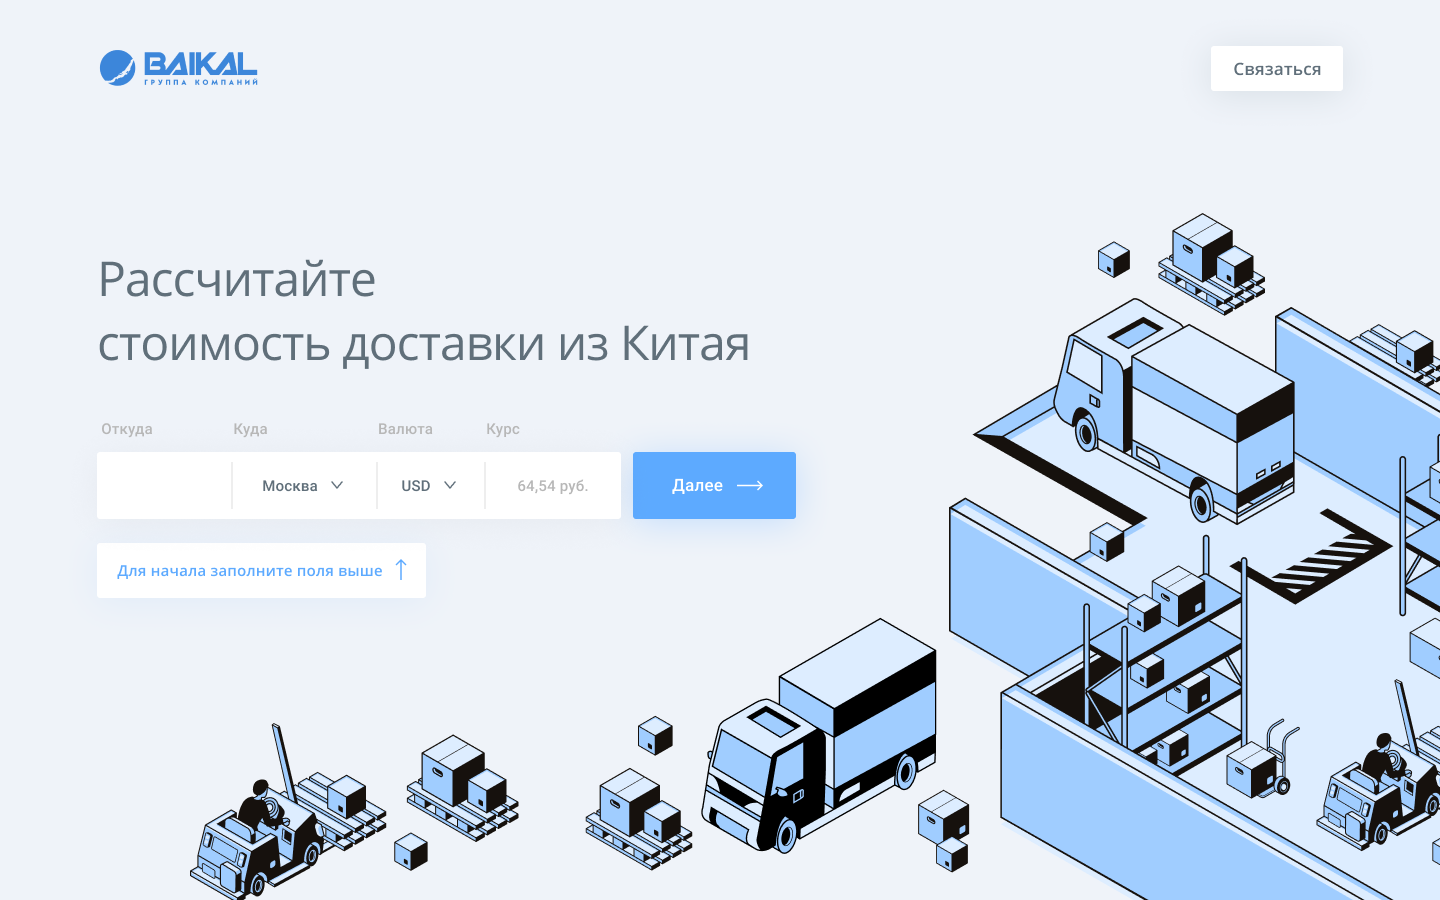 BAIKAL
ГРУППА КОМПАНИЙ
Связаться
Рассчитайте
стоимость доставки из Китая
Откуда Куда Валюта Курс
Москва USD 64,54 руб. Далее
Для начала заполните поля выше